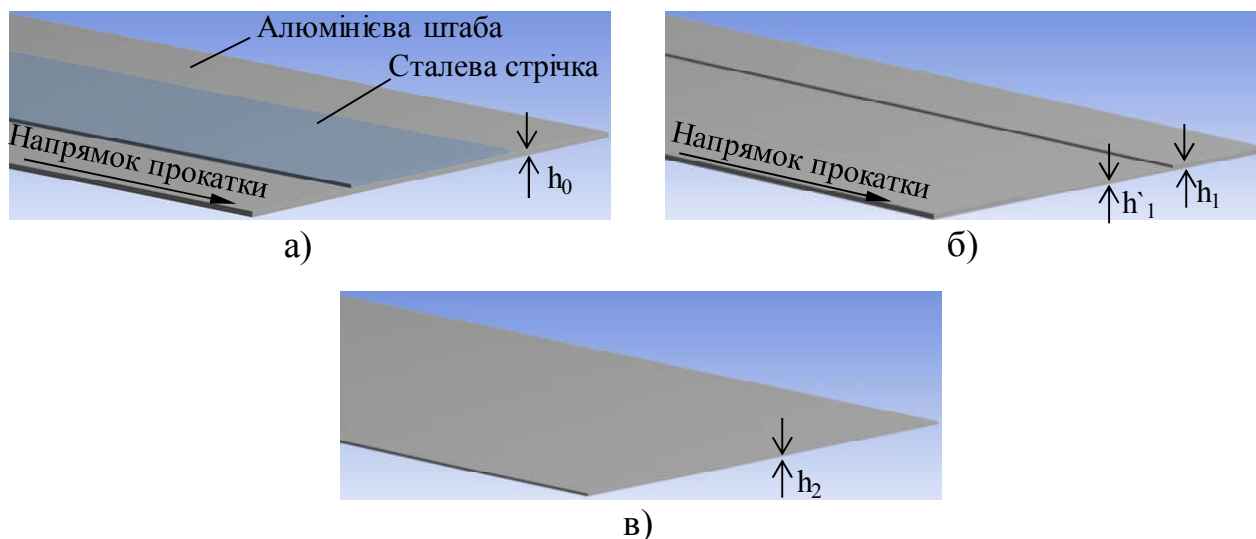 Алюмінієва штаба
Сталева стрічка
Напрямок прокатки
h₀
а)
Напрямок прокатки
h`₁
h₁
б)
h₂
в)